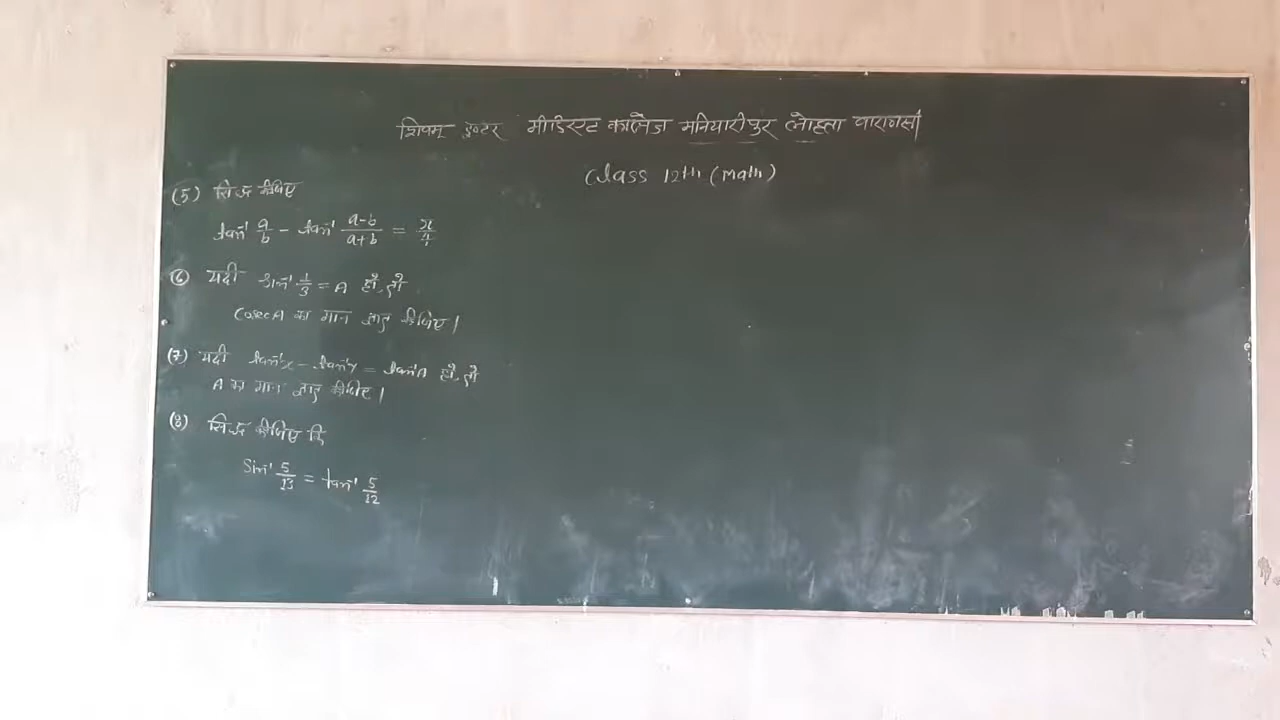 शिवम् इण्टर मीडिएट कालेज मनियारीपुर लोहता वाराणसी
Class 12th (Math)
(5) सिद्ध कीजिए
tan⁻¹ a/b - tan⁻¹ a-b/a+b = π/4
(6) यदी sin⁻¹ 1/3 = A हो, तो
CosecA का मान ज्ञात कीजिए।
(7) यदी tan⁻¹x - tan⁻¹y = tan⁻¹A हो, तो
A का मान ज्ञात कीजिए।
(8) सिद्ध कीजिए कि
Sin⁻¹ 5/13 = tan⁻¹ 5/12